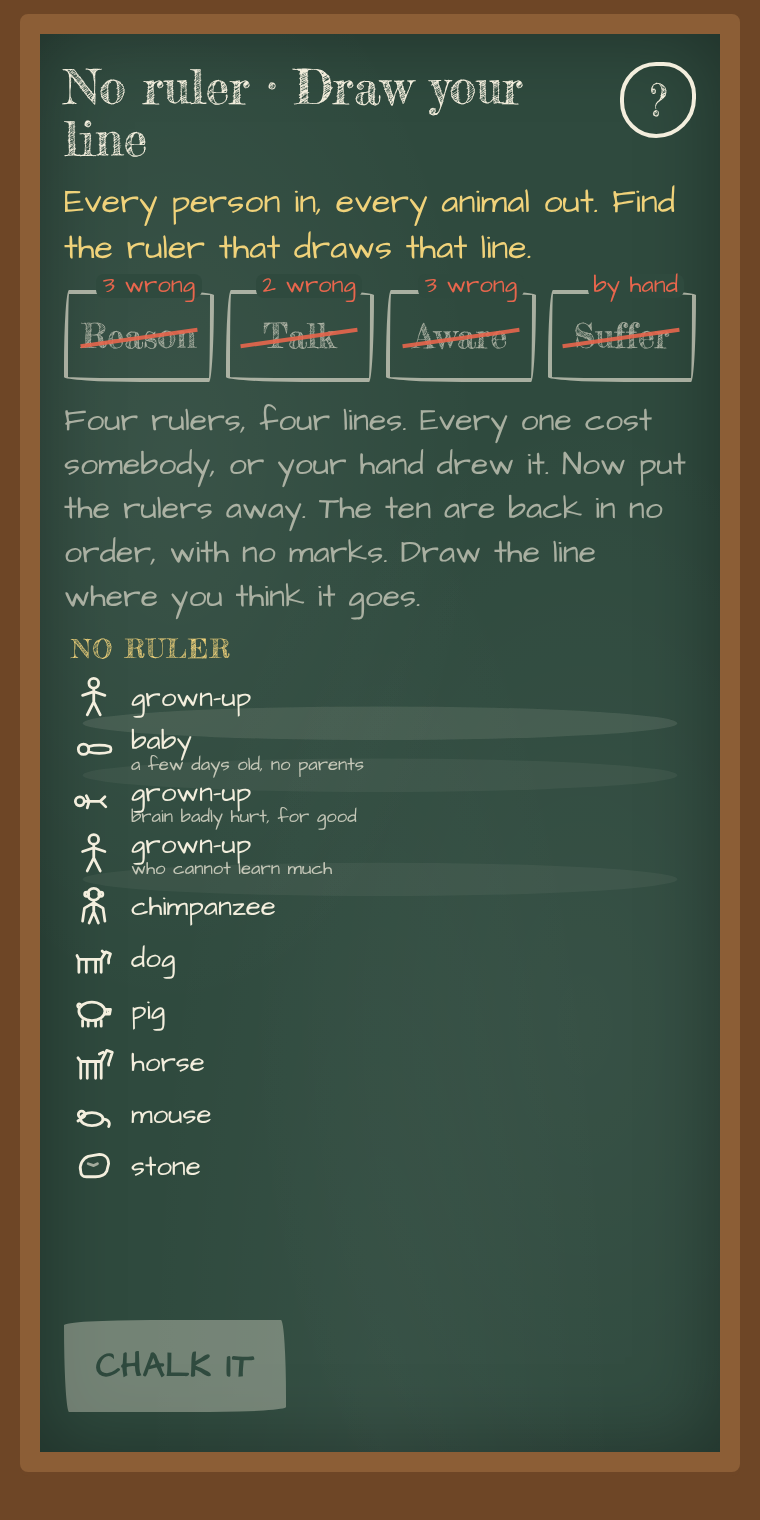 No ruler · Draw your
line
?
Every person in, every animal out. Find
the ruler that draws that line.
3 wrong
2 wrong
3 wrong
by hand
Reason
Talk
Aware
Suffer
Four rulers, four lines. Every one cost
somebody, or your hand drew it. Now put
the rulers away. The ten are back in no
order, with no marks. Draw the line
where you think it goes.
NO RULER
grown-up
baby
a few days old, no parents
grown-up
brain badly hurt, for good
grown-up
who cannot learn much
chimpanzee
dog
pig
horse
mouse
stone
CHALK IT